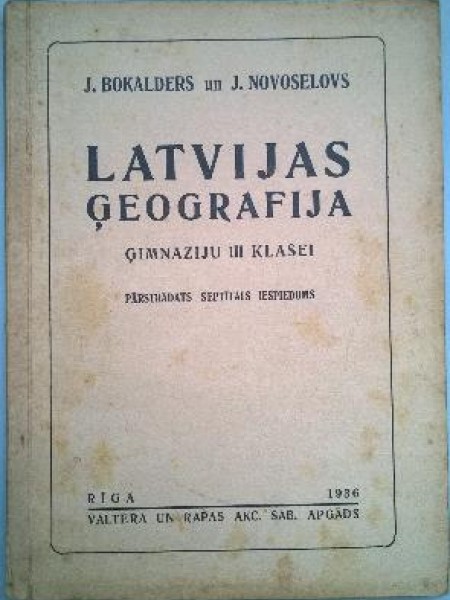 J. BOKALDERS un J. NOVOSELOVS
LATVIJAS
ĢEOGRAFIJA
ĢIMNAZIJU III KLASEI
PĀRSTRĀDĀTS SEPTĪTAIS IESPIEDUMS
RĪGA 1936
VALTERA UN RAPAS AKC. SAB. APGĀDS